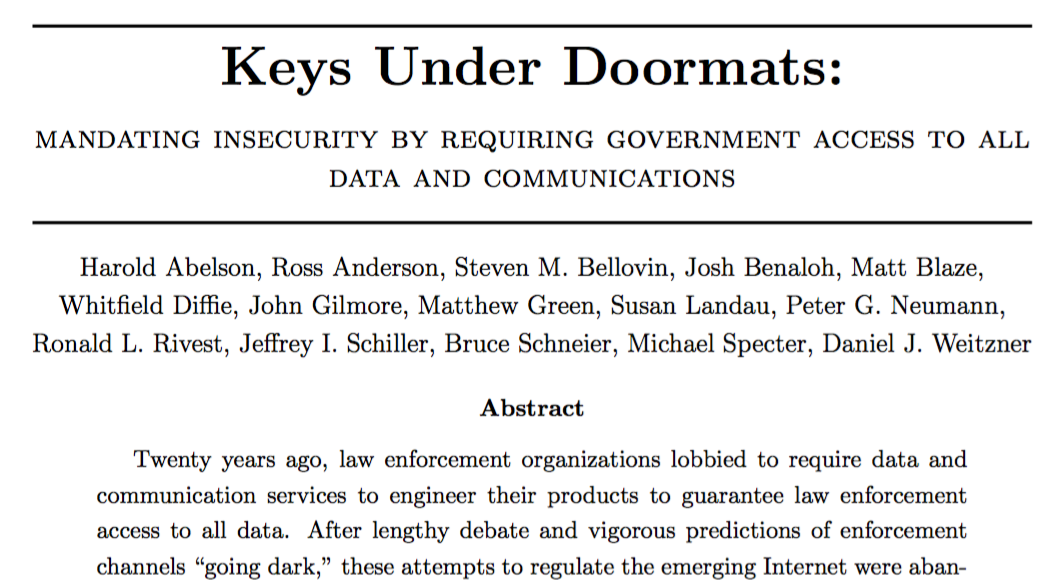 Keys Under Doormats:
MANDATING INSECURITY BY REQUIRING GOVERNMENT ACCESS TO ALL
DATA AND COMMUNICATIONS
Harold Abelson, Ross Anderson, Steven M. Bellovin, Josh Benaloh, Matt Blaze,
Whitfield Diffie, John Gilmore, Matthew Green, Susan Landau, Peter G. Neumann,
Ronald L. Rivest, Jeffrey I. Schiller, Bruce Schneier, Michael Specter, Daniel J. Weitzner
Abstract
Twenty years ago, law enforcement organizations lobbied to require data and
communication services to engineer their products to guarantee law enforcement
access to all data. After lengthy debate and vigorous predictions of enforcement
channels “going dark,” these attempts to regulate the emerging Internet were aban-